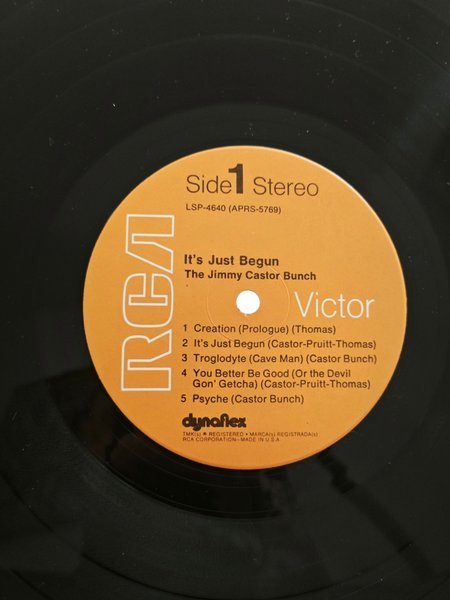 Side 1 Stereo
LSP-4640 (APRS-5769)
It's Just Begun
The Jimmy Castor Bunch
RCA
Victor
1 Creation (Prologue) (Thomas)
2 It's Just Begun (Castor-Pruitt-Thomas)
3 Troglodyte (Cave Man) (Castor Bunch)
4 You Better Be Good (Or the Devil
Gon' Getcha) (Castor-Pruitt-Thomas)
5 Psyche (Castor Bunch)
dynaflex
TMK(s) ® REGISTERED • MARCA(s) REGISTRADA(s)
RCA CORPORATION-MADE IN U.S.A.